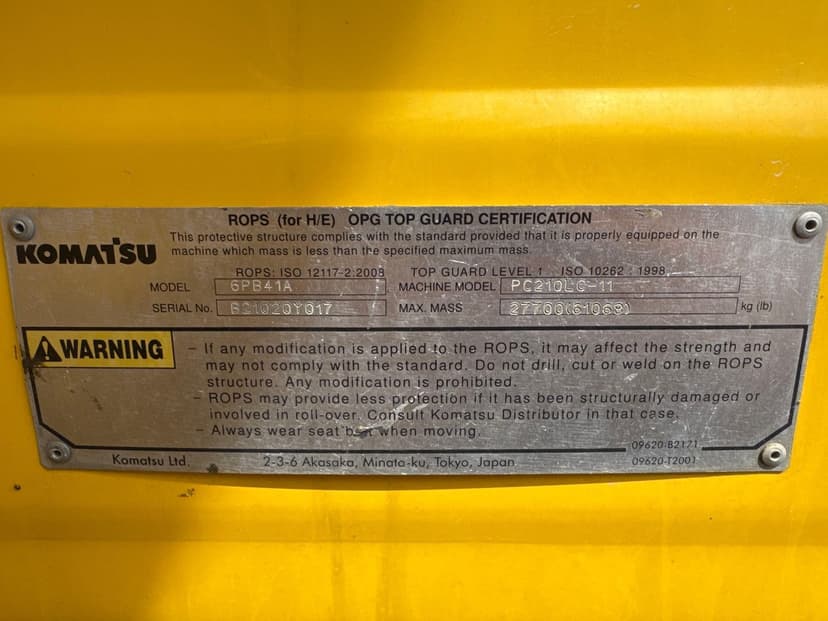 ROPS (for H/E) OPG TOP GUARD CERTIFICATION
KOMATSU
This protective structure complies with the standard provided that it is properly equipped on the
machine which mass is less than the specified maximum mass.
ROPS: ISO 12117-2:2008 TOP GUARD LEVEL 1 ISO 10262 : 1998
MODEL 6PB41A MACHINE MODEL PC210LC-11
SERIAL No. B21020Y017 MAX. MASS 27700(61068) kg (lb)
WARNING
– If any modification is applied to the ROPS, it may affect the strength and
may not comply with the standard. Do not drill, cut or weld on the ROPS
structure. Any modification is prohibited.
– ROPS may provide less protection if it has been structurally damaged or
involved in roll-over. Consult Komatsu Distributor in that case.
– Always wear seat belt when moving.
09620-B2171
Komatsu Ltd. 2-3-6 Akasaka, Minato-ku, Tokyo, Japan 09620-T2001